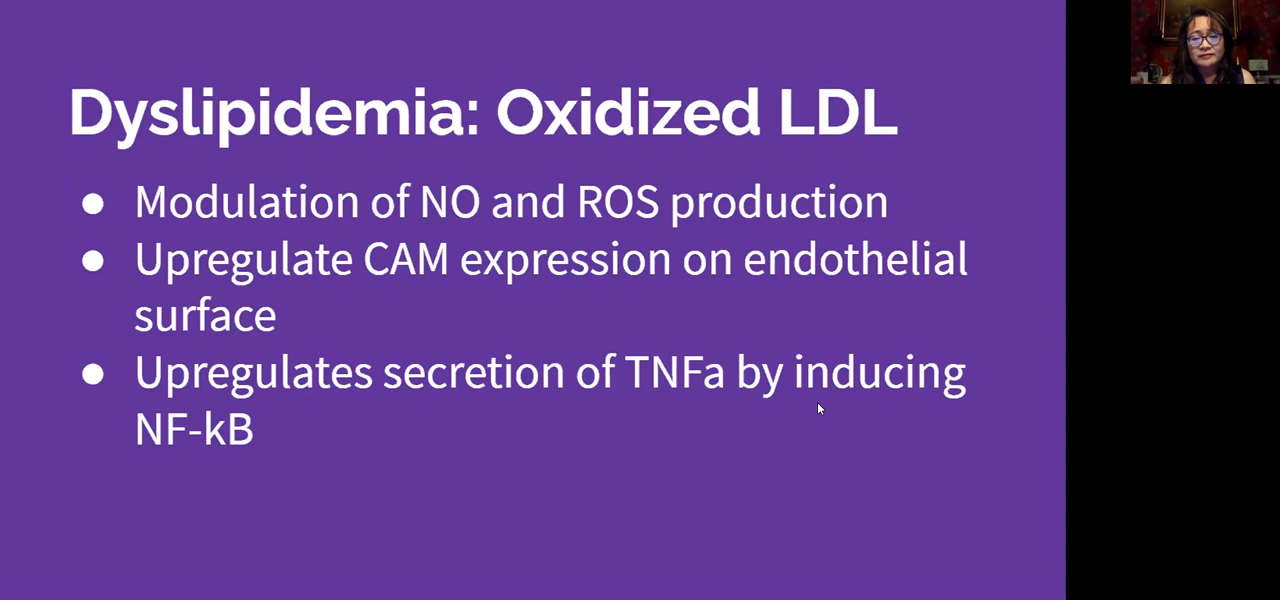 Dyslipidemia: Oxidized LDL
● Modulation of NO and ROS production
● Upregulate CAM expression on endothelial
surface
● Upregulates secretion of TNFa by inducing
NF-kB